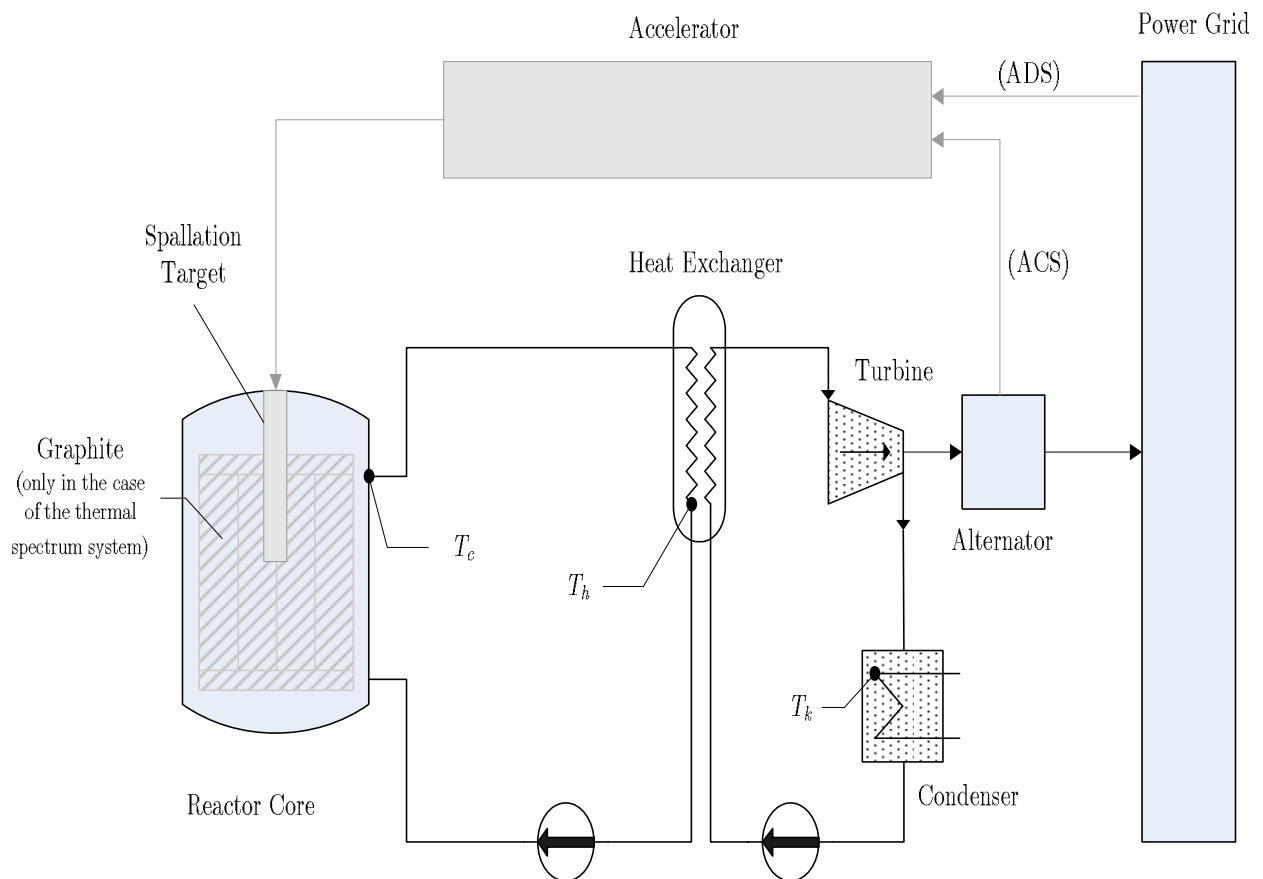 Power Grid
Accelerator
(ADS)
Spallation
Target
Heat Exchanger
(ACS)
Turbine
Graphite
(only in the case
of the thermal
spectrum system)
T_c
Alternator
T_h
T_k
Reactor Core
Condenser